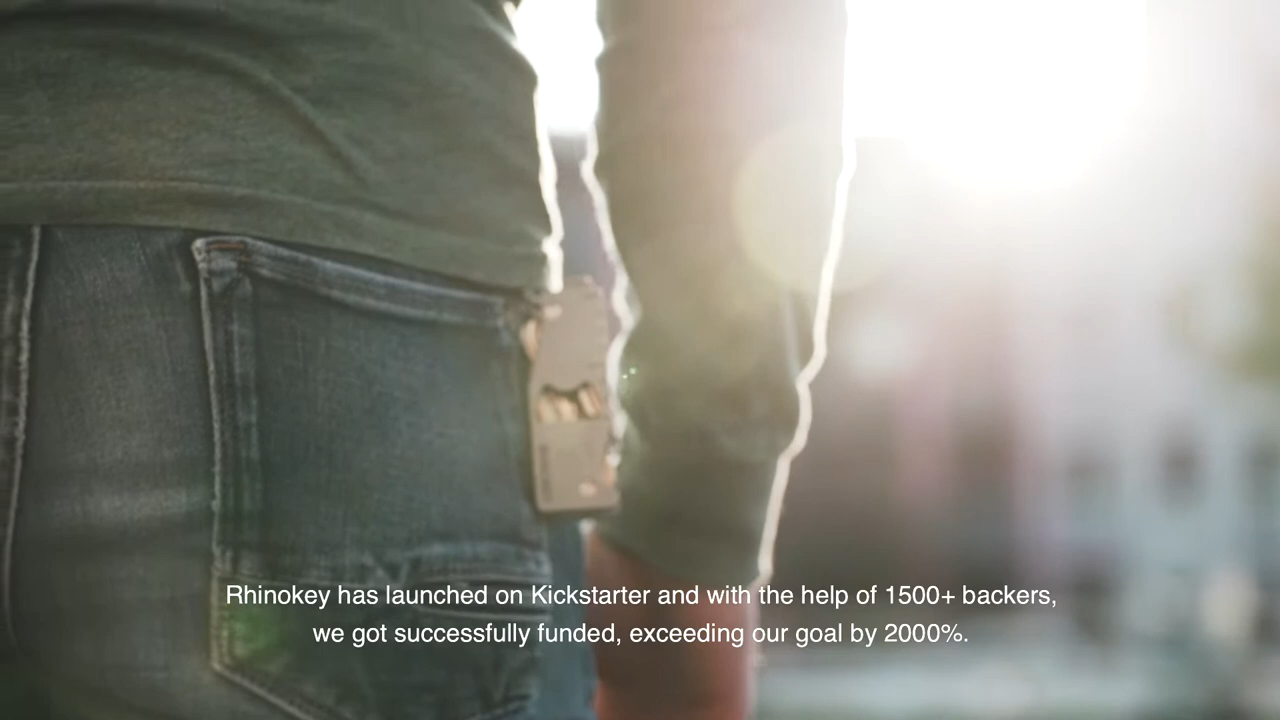 Rhinokey has launched on Kickstarter and with the help of 1500+ backers,
we got successfully funded, exceeding our goal by 2000%.